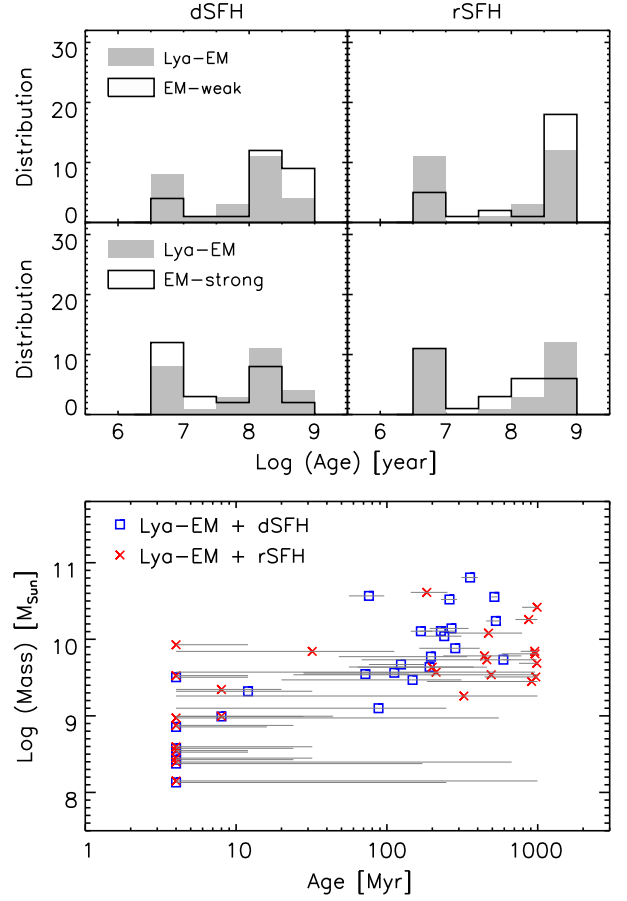 dSFH rSFH
30
Lya-EM
EM-weak
20
Distribution
10
0
30
Lya-EM
EM-strong
20
Distribution
10
0
6 7 8 9 6 7 8 9
Log (Age) [year]
Lya-EM + dSFH
Lya-EM + rSFH
11
10
9
8
Log (Mass) [MSun]
1 10 100 1000
Age [Myr]